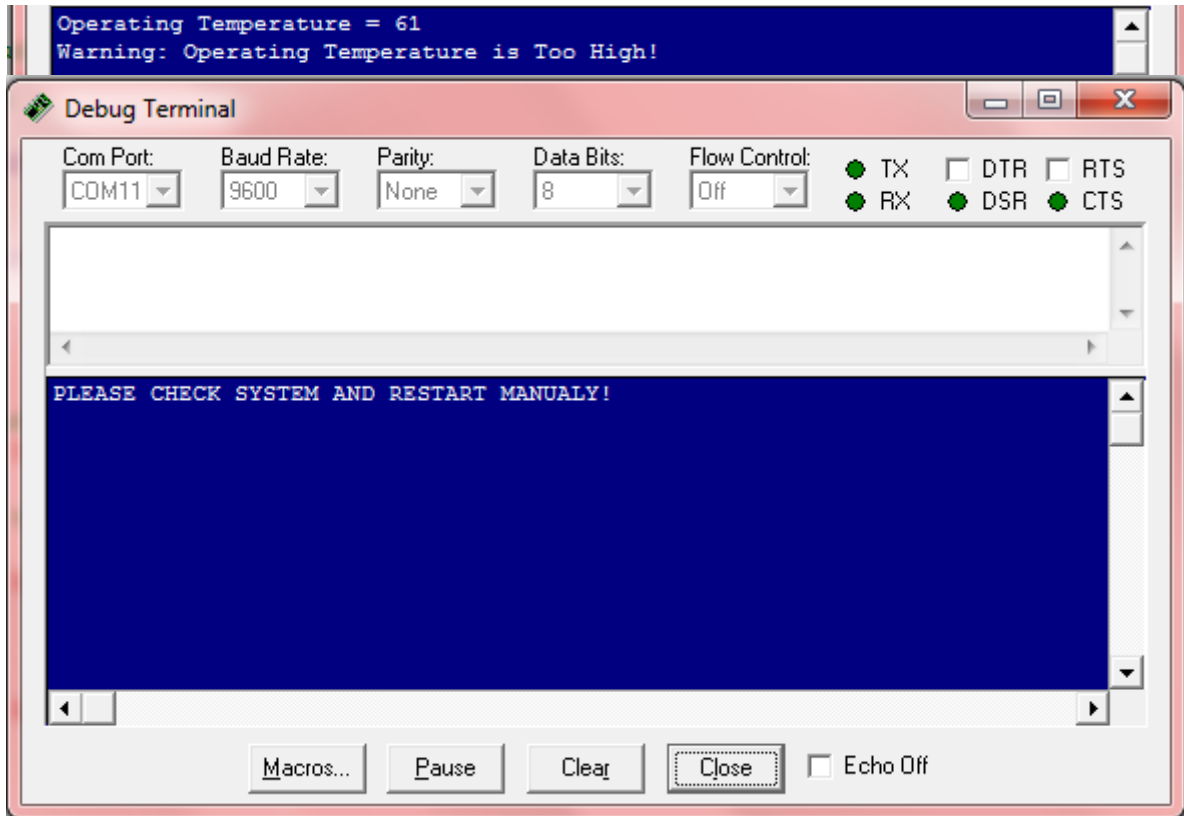 Operating Temperature = 61
Warning: Operating Temperature is Too High!
Debug Terminal
Com Port: Baud Rate: Parity: Data Bits: Flow Control:
COM11 9600 None 8 Off
TX DTR RTS
RX DSR CTS
PLEASE CHECK SYSTEM AND RESTART MANUALY!
Macros... Pause Clear Close Echo Off